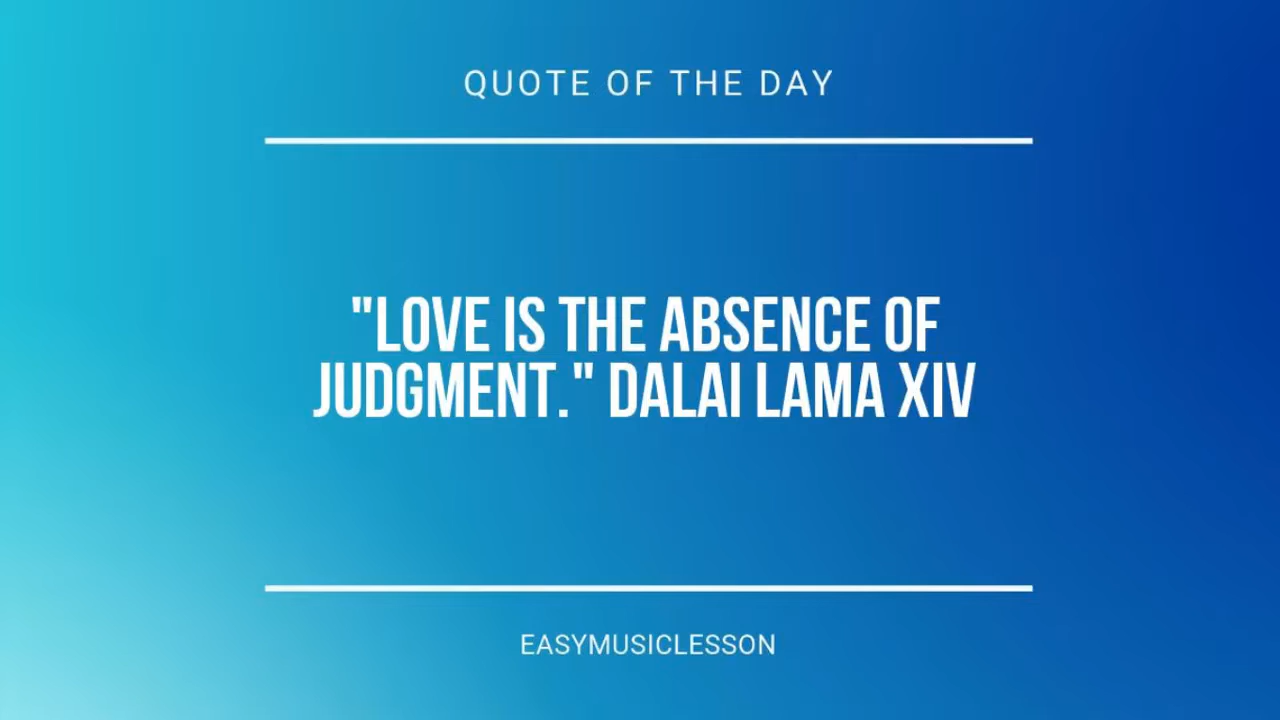 QUOTE OF THE DAY
"LOVE IS THE ABSENCE OF
JUDGMENT." DALAI LAMA XIV
EASYMUSICLESSON